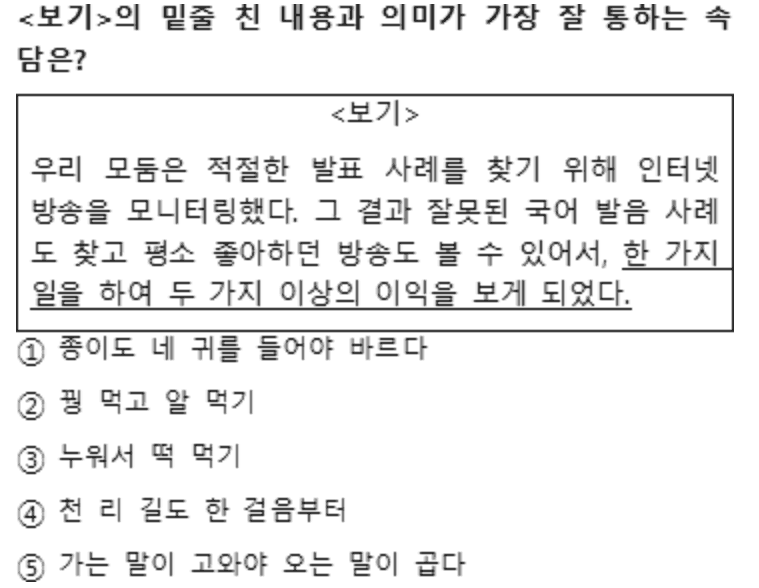 <보기>의 밑줄 친 내용과 의미가 가장 잘 통하는 속
담은?
<보기>
우리 모둠은 적절한 발표 사례를 찾기 위해 인터넷
방송을 모니터링했다. 그 결과 잘못된 국어 발음 사례
도 찾고 평소 좋아하던 방송도 볼 수 있어서, 한 가지
일을 하여 두 가지 이상의 이익을 보게 되었다.
① 종이도 네 귀를 들어야 바르다
② 꿩 먹고 알 먹기
③ 누워서 떡 먹기
④ 천 리 길도 한 걸음부터
⑤ 가는 말이 고와야 오는 말이 곱다